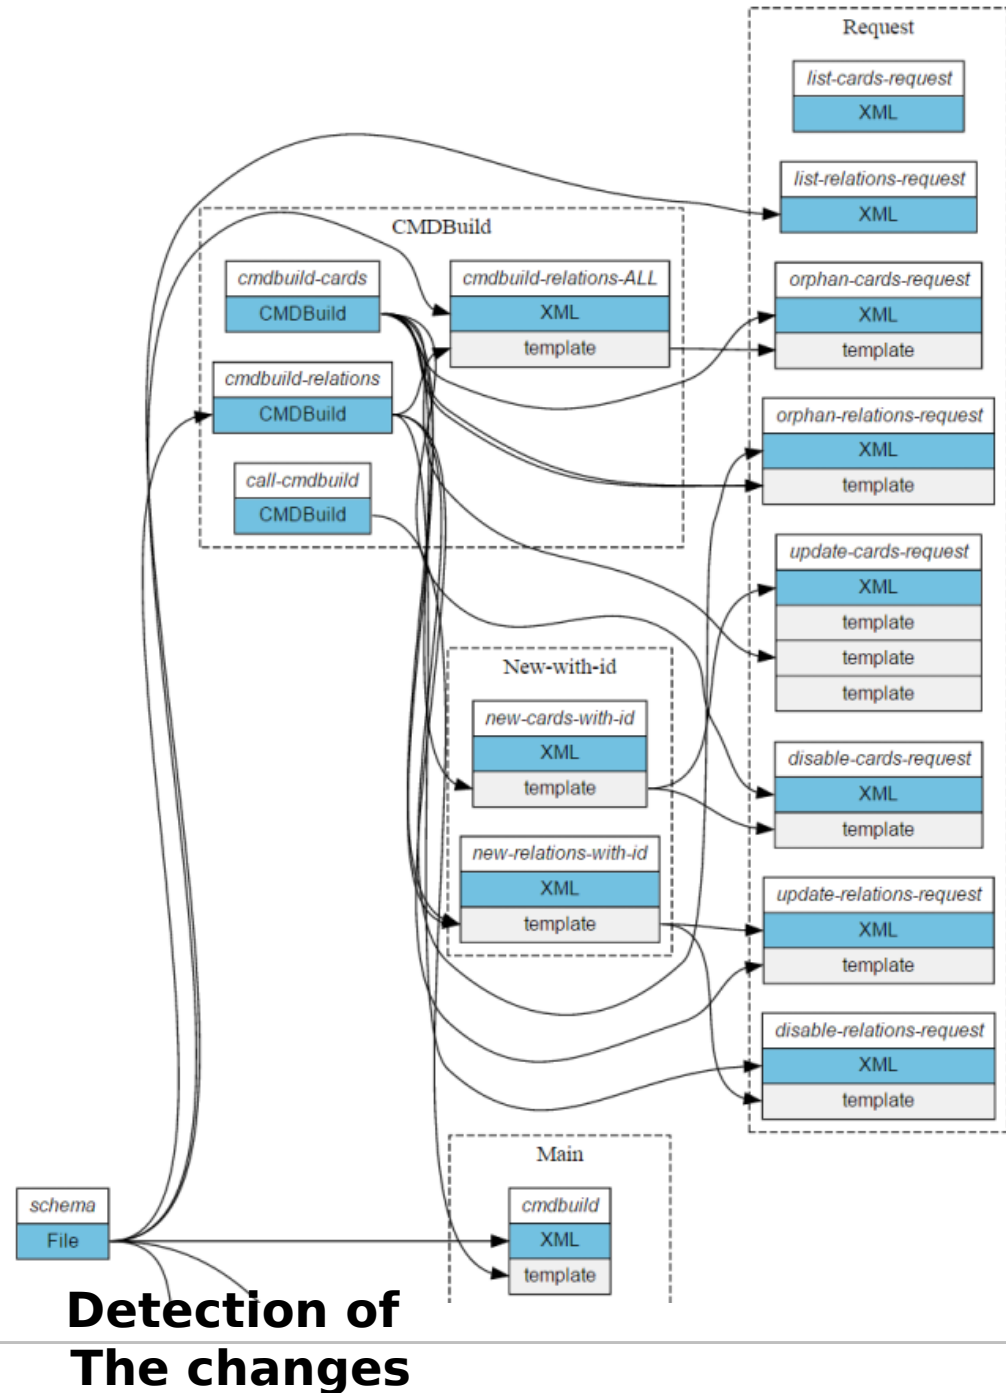 Request
list-cards-request
XML
list-relations-request
XML
CMDBuild
cmdbuild-cards
CMDBuild
cmdbuild-relations-ALL
XML
template
orphan-cards-request
XML
template
cmdbuild-relations
CMDBuild
orphan-relations-request
XML
template
call-cmdbuild
CMDBuild
update-cards-request
XML
template
template
template
New-with-id
new-cards-with-id
XML
template
disable-cards-request
XML
template
new-relations-with-id
XML
template
update-relations-request
XML
template
disable-relations-request
XML
template
Main
schema
File
cmdbuild
XML
template
Detection of
The changes